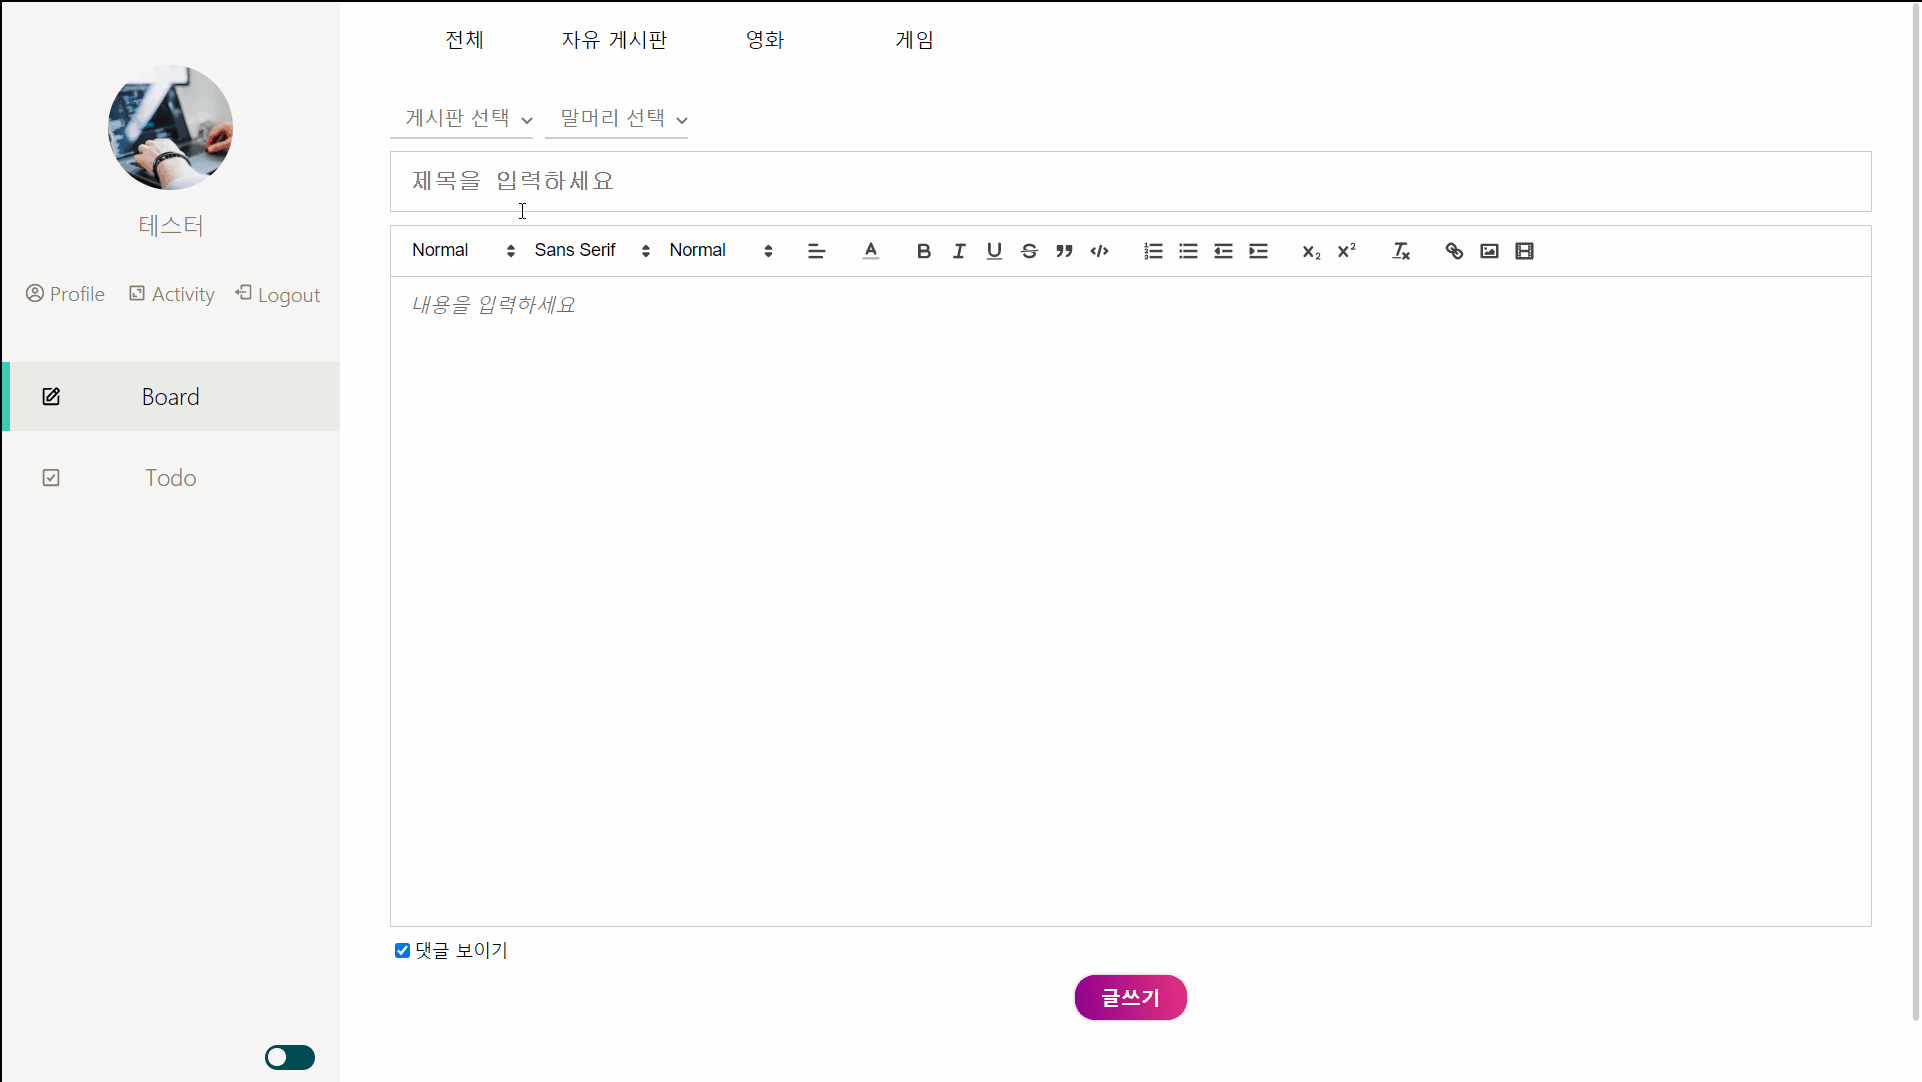 테스터
Profile Activity Logout
Board
Todo
전체 자유 게시판 영화 게임
게시판 선택 말머리 선택
제목을 입력하세요
Normal Sans Serif Normal
내용을 입력하세요
댓글 보이기
글쓰기